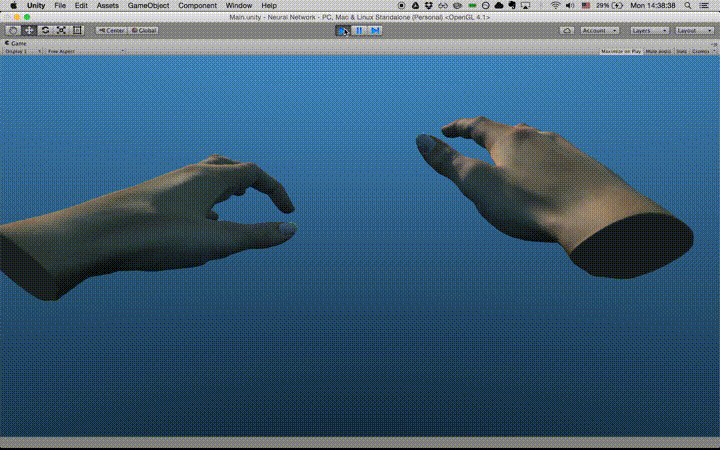 Unity File Edit Assets GameObject Component Window Help 29% Mon 14:38:38
Main.unity - Neural Network - PC, Mac & Linux Standalone (Personal) <OpenGL 4.1>
Center Global Account Layers Layout
Game
Display 1 Free Aspect Maximize on Play Mute audio Stats Gizmos